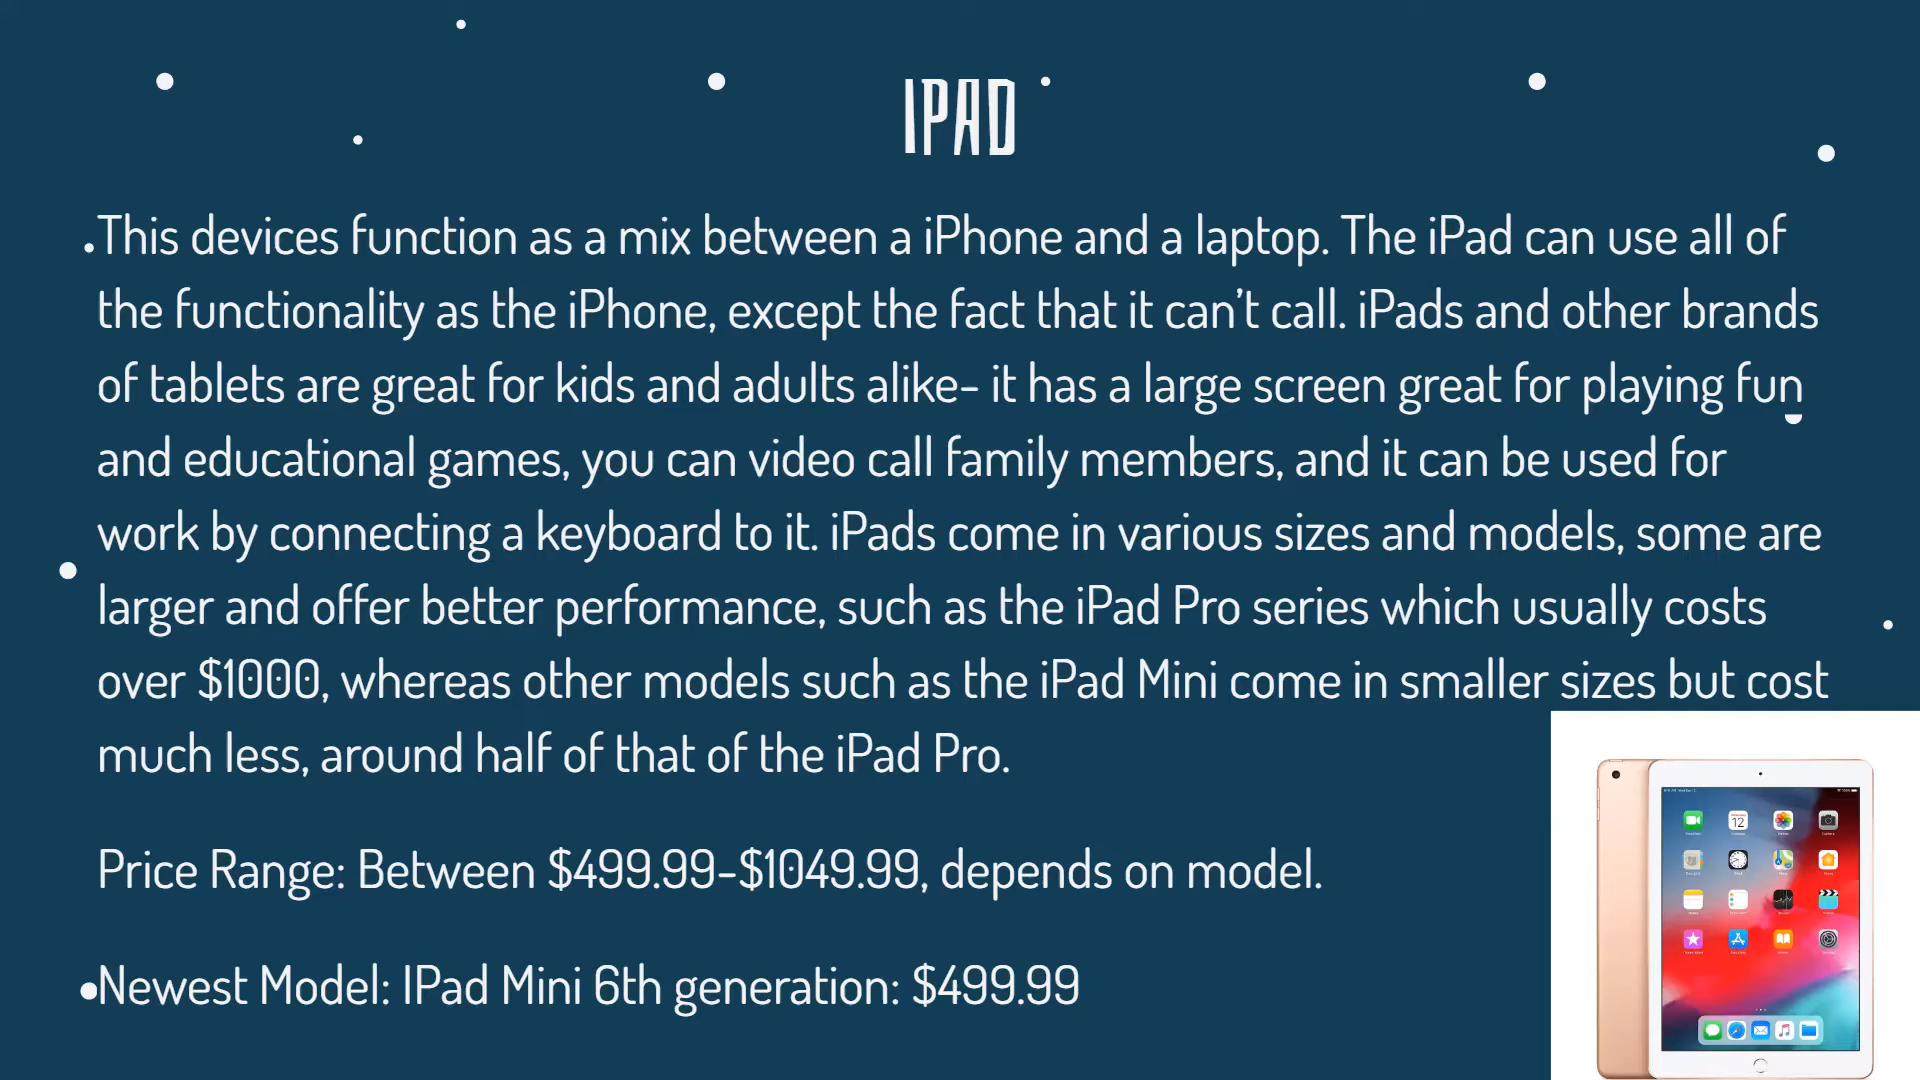 IPAD
This devices function as a mix between a iPhone and a laptop. The iPad can use all of
the functionality as the iPhone, except the fact that it can’t call. iPads and other brands
of tablets are great for kids and adults alike- it has a large screen great for playing fun
and educational games, you can video call family members, and it can be used for
work by connecting a keyboard to it. iPads come in various sizes and models, some are
larger and offer better performance, such as the iPad Pro series which usually costs
over $1000, whereas other models such as the iPad Mini come in smaller sizes but cost
much less, around half of that of the iPad Pro.
Price Range: Between $499.99-$1049.99, depends on model.
Newest Model: IPad Mini 6th generation: $499.99
12